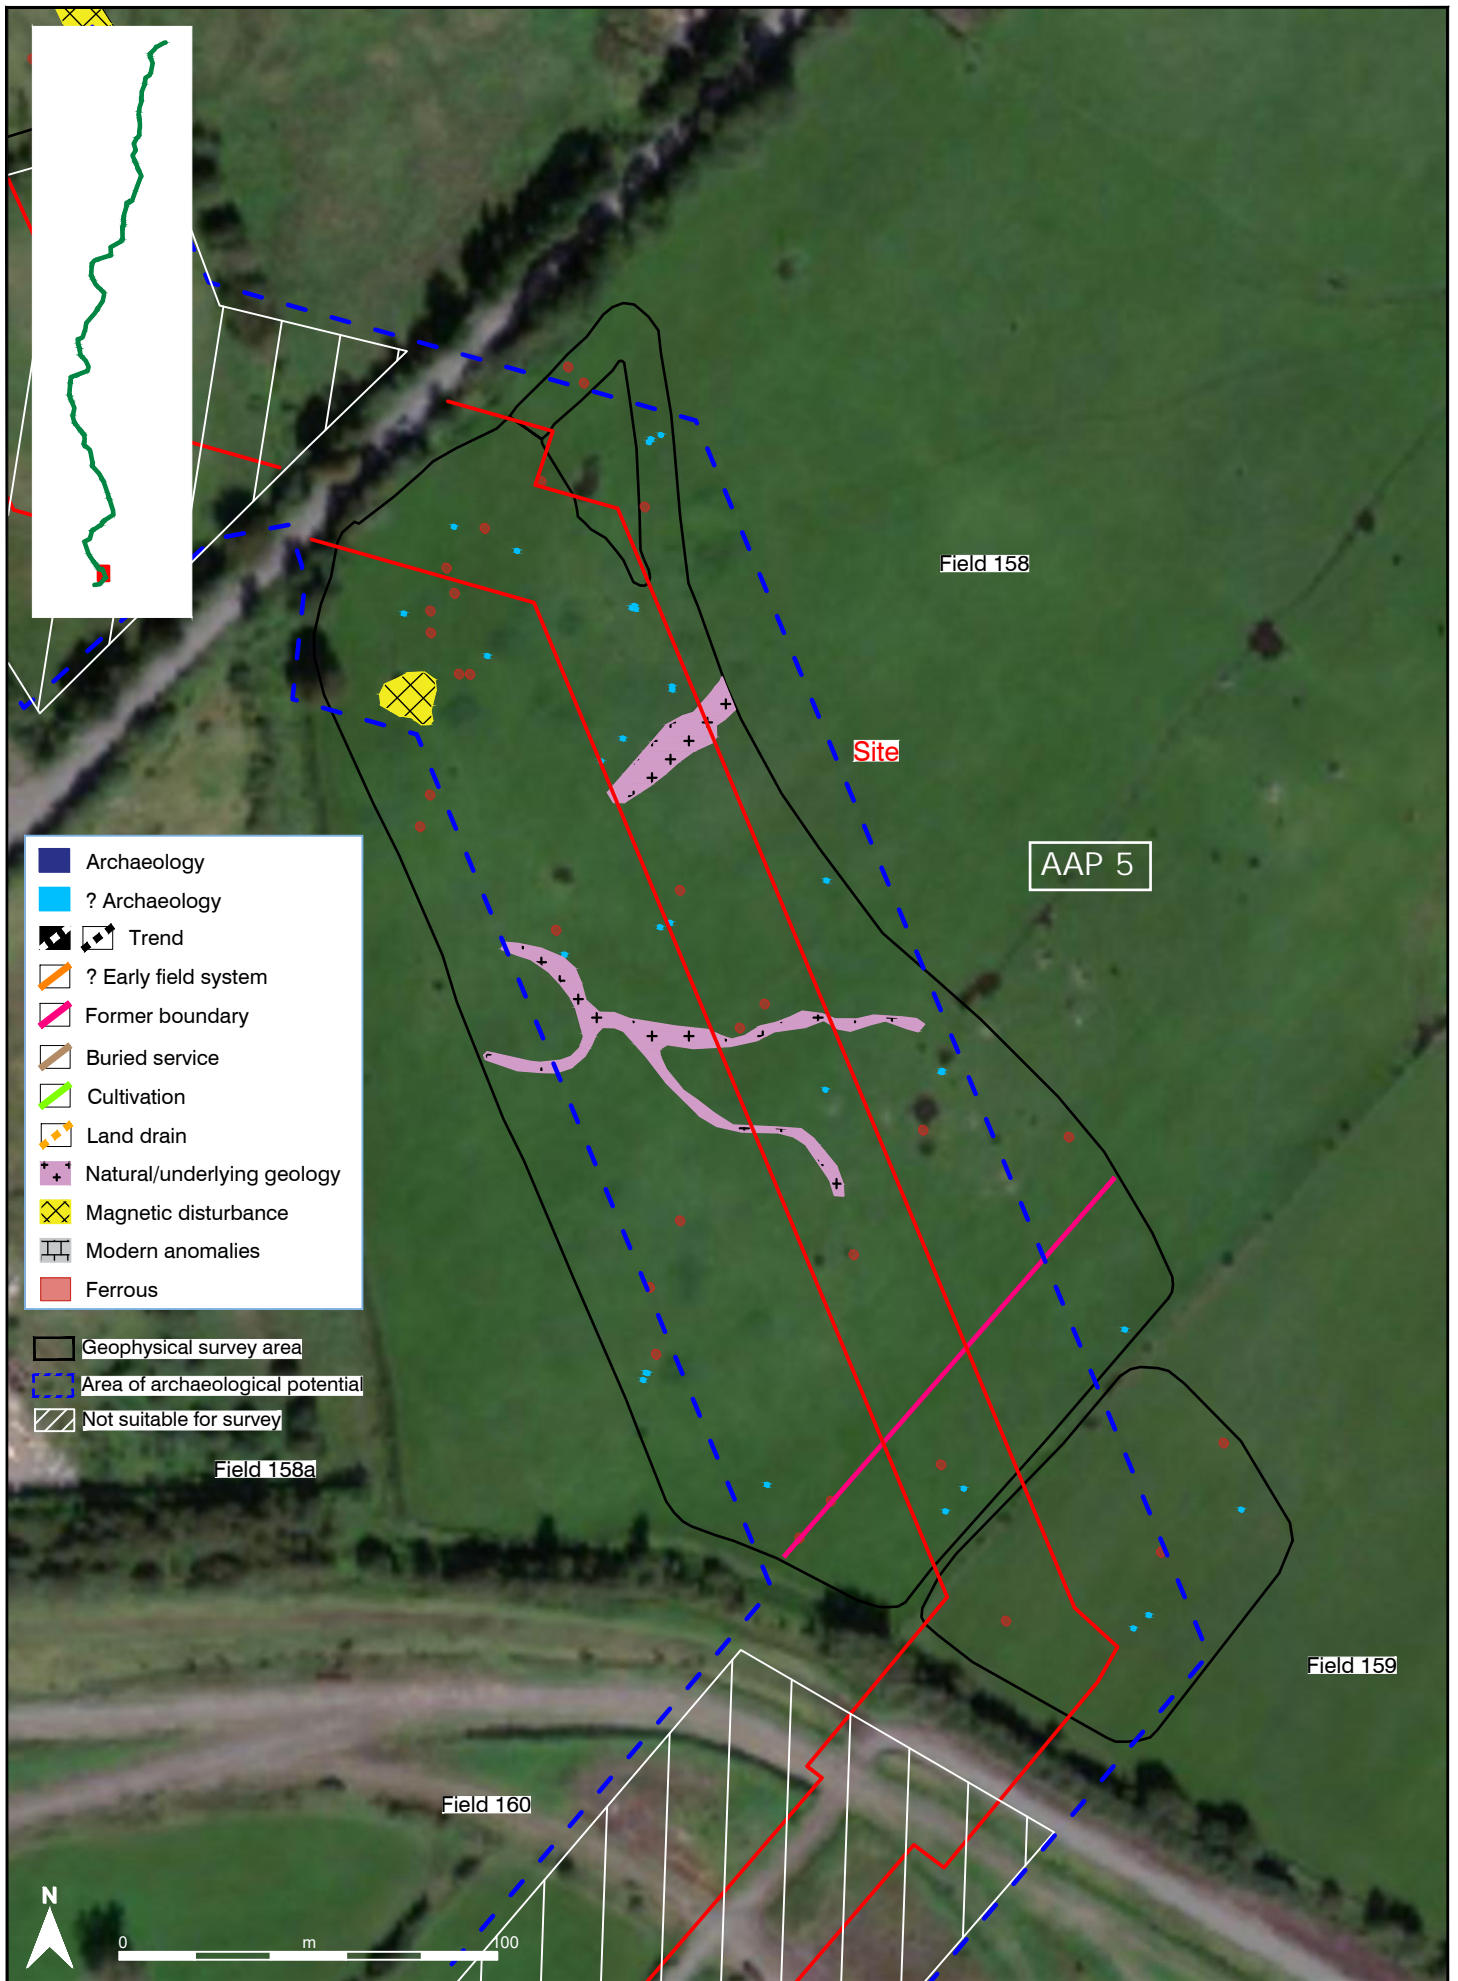 Field 158
Site
AAP 5
Archaeology
? Archaeology
Trend
? Early field system
Former boundary
Buried service
Cultivation
Land drain
Natural/underlying geology
Magnetic disturbance
Modern anomalies
Ferrous
Geophysical survey area
Area of archaeological potential
Not suitable for survey
Field 158a
Field 159
Field 160
N
0 m 100